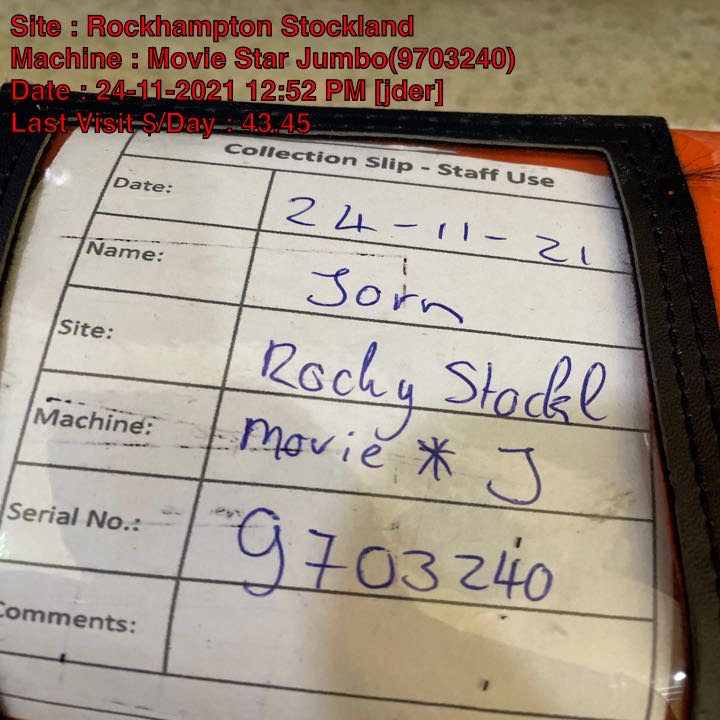 Site : Rockhampton Stockland
Machine : Movie Star Jumbo(9703240)
Date : 24-11-2021 12:52 PM [jder]
Last Visit $/Day : 43.45
Collection Slip - Staff Use
Date: 24-11-21
Name: Jorn
Site: Rocky Stockl
Machine: movie * J
Serial No.: 9703240
Comments: